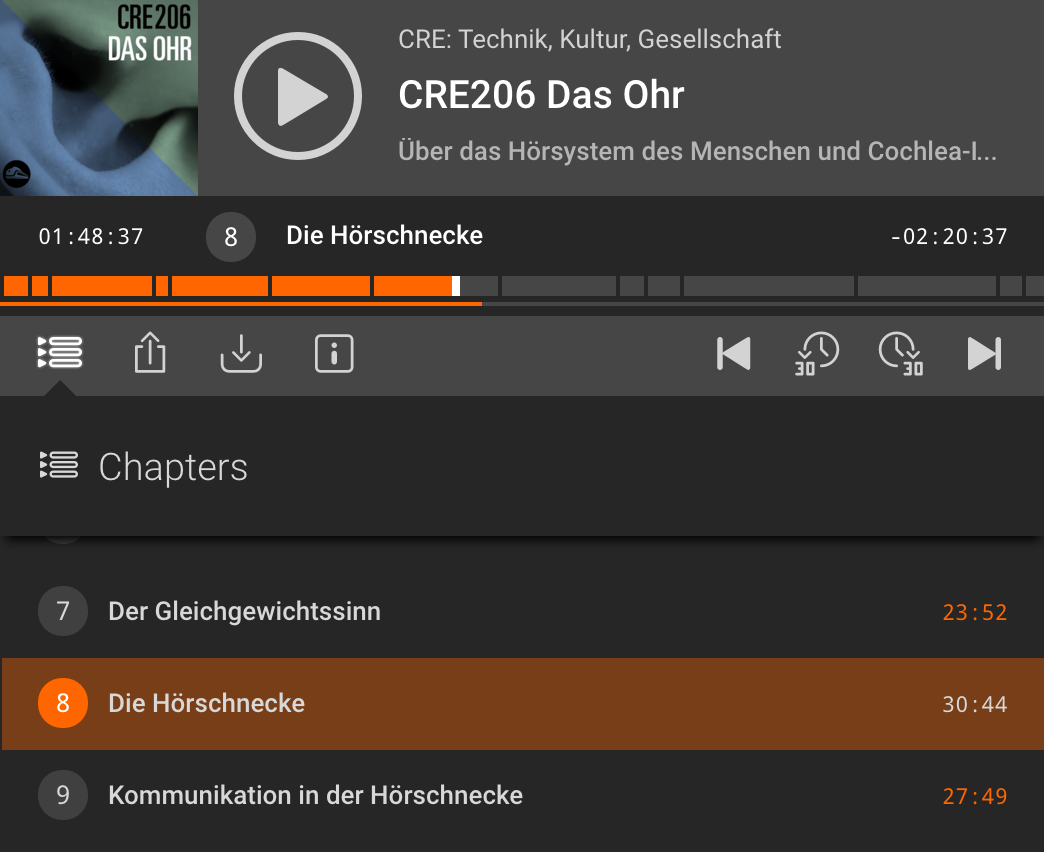 CRE206
DAS OHR
CRE: Technik, Kultur, Gesellschaft
CRE206 Das Ohr
Über das Hörsystem des Menschen und Cochlea-I...
01:48:37
8
Die Hörschnecke
-02:20:37
30
30
Chapters
7
Der Gleichgewichtssinn
23:52
8
Die Hörschnecke
30:44
9
Kommunikation in der Hörschnecke
27:49